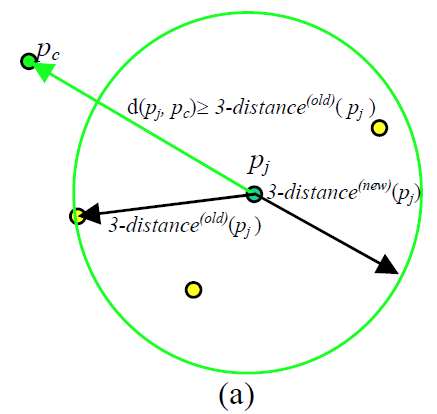 p_c
d(p_j, p_c)≥ 3-distance^(old)( p_j )
p_j
3-distance^(new)(p_j)
3-distance^(old)(p_j )
(a)